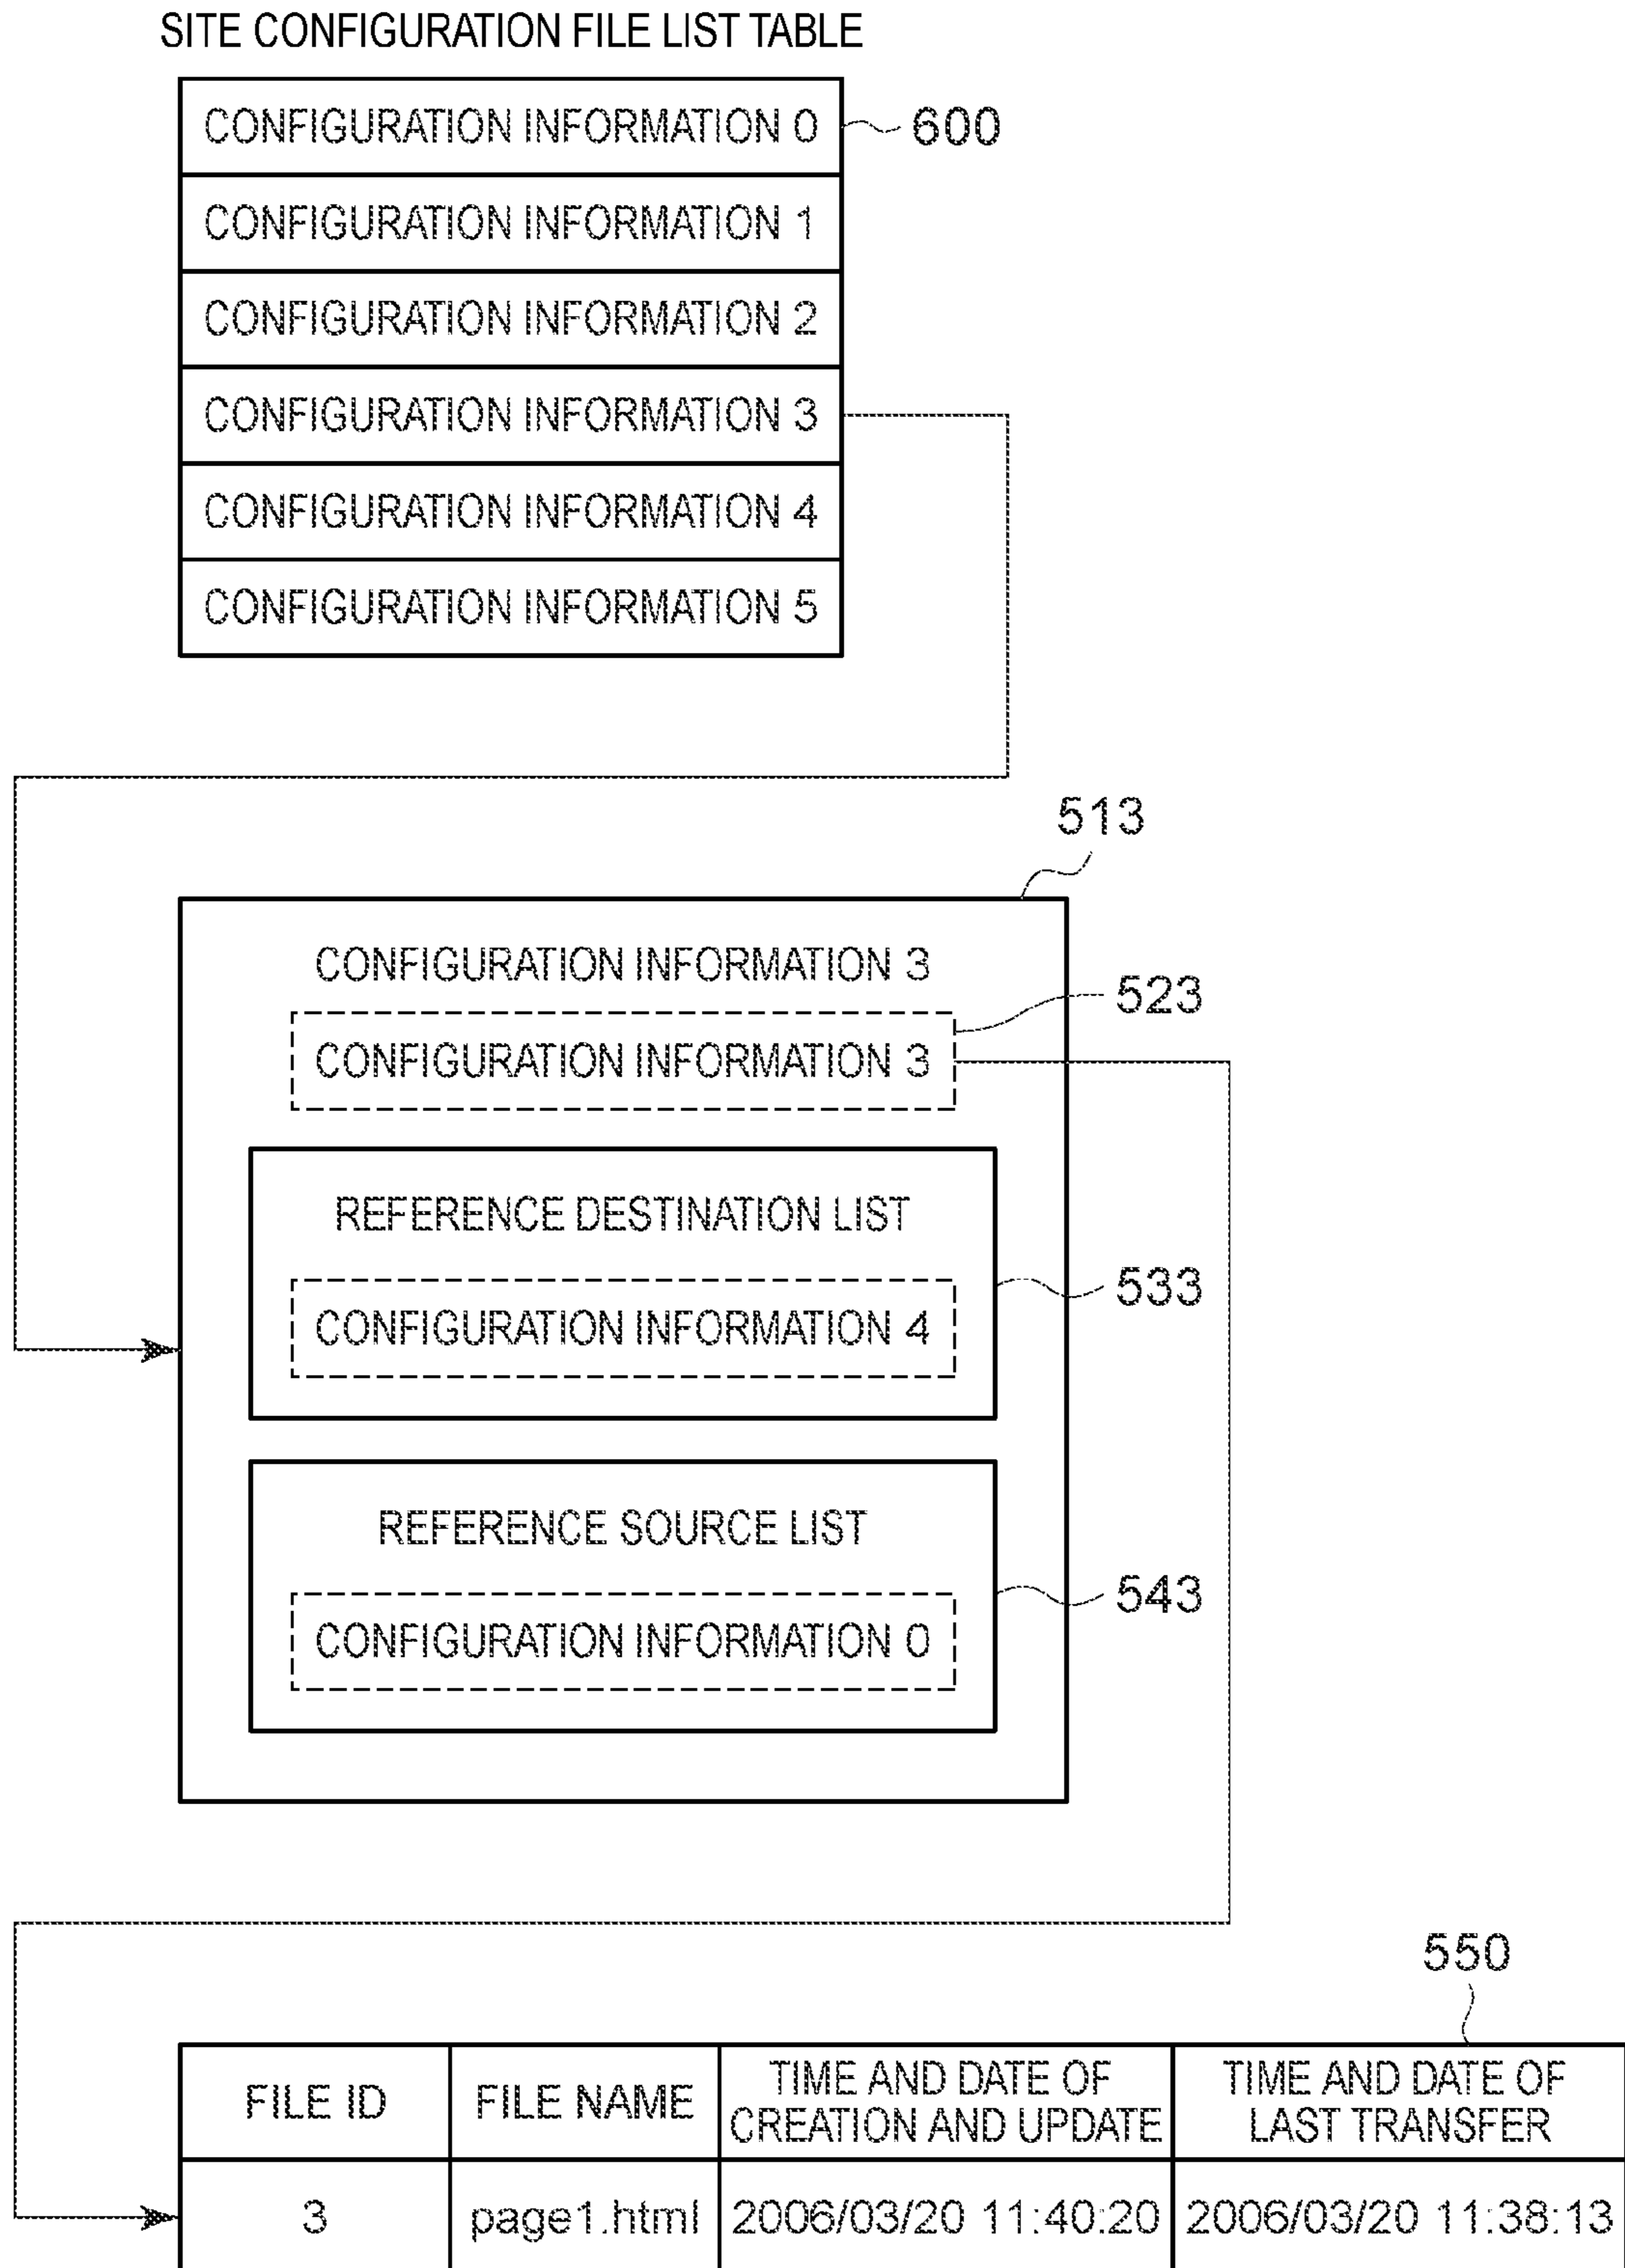 SITE CONFIGURATION FILE LIST TABLE
CONFIGURATION INFORMATION 0
600
CONFIGURATION INFORMATION 1
CONFIGURATION INFORMATION 2
CONFIGURATION INFORMATION 3
CONFIGURATION INFORMATION 4
CONFIGURATION INFORMATION 5
513
CONFIGURATION INFORMATION 3
523
CONFIGURATION INFORMATION 3
REFERENCE DESTINATION LIST
533
CONFIGURATION INFORMATION 4
REFERENCE SOURCE LIST
543
CONFIGURATION INFORMATION 0
550
FILE ID
FILE NAME
TIME AND DATE OF
CREATION AND UPDATE
TIME AND DATE OF
LAST TRANSFER
3
page1.html
2006/03/20 11:40:20
2006/03/20 11:38:13